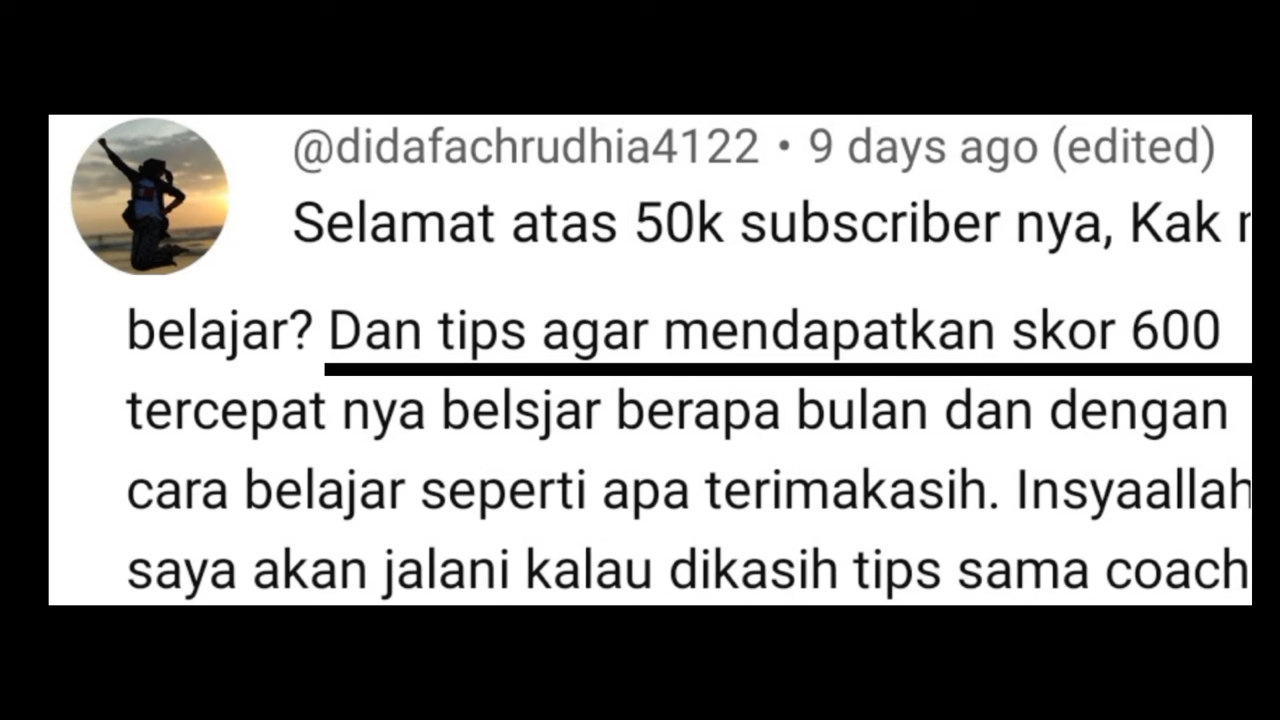 @didafachrudhia4122 • 9 days ago (edited)
Selamat atas 50k subscriber nya, Kak
belajar? Dan tips agar mendapatkan skor 600
tercepat nya belsjar berapa bulan dan dengan
cara belajar seperti apa terimakasih. Insyaallah
saya akan jalani kalau dikasih tips sama coach